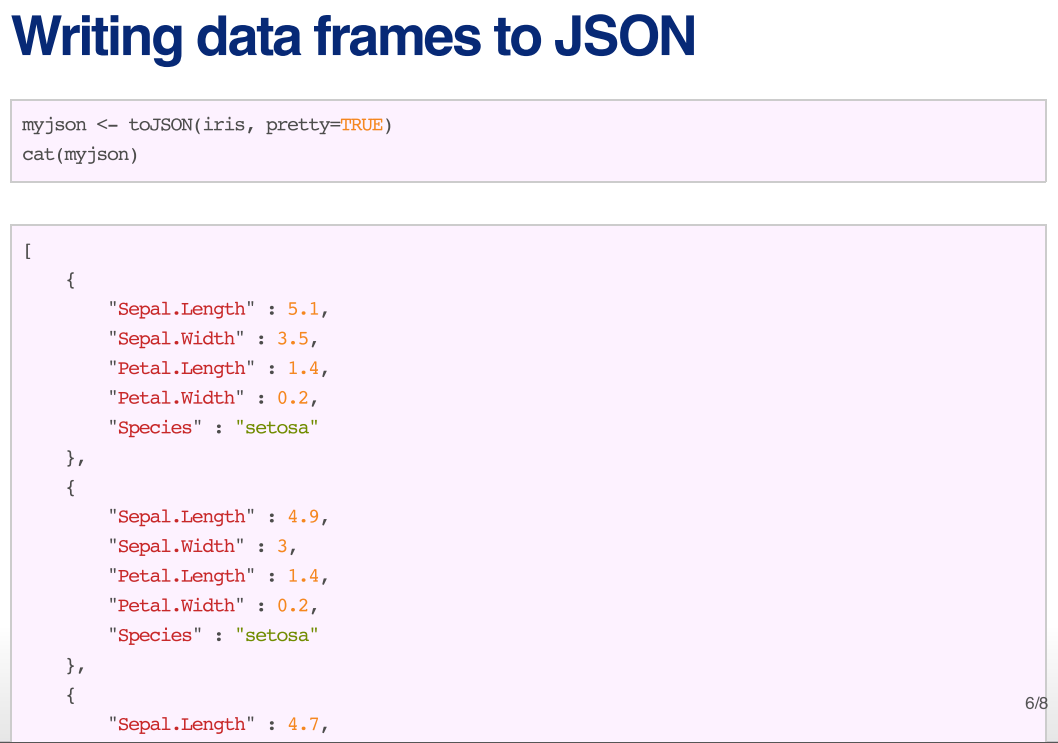 Writing data frames to JSON
myjson <- toJSON(iris, pretty=TRUE)
cat(myjson)
[
    {
        "Sepal.Length" : 5.1,
        "Sepal.Width" : 3.5,
        "Petal.Length" : 1.4,
        "Petal.Width" : 0.2,
        "Species" : "setosa"
    },
    {
        "Sepal.Length" : 4.9,
        "Sepal.Width" : 3,
        "Petal.Length" : 1.4,
        "Petal.Width" : 0.2,
        "Species" : "setosa"
    },
    {
        "Sepal.Length" : 4.7,
6/8